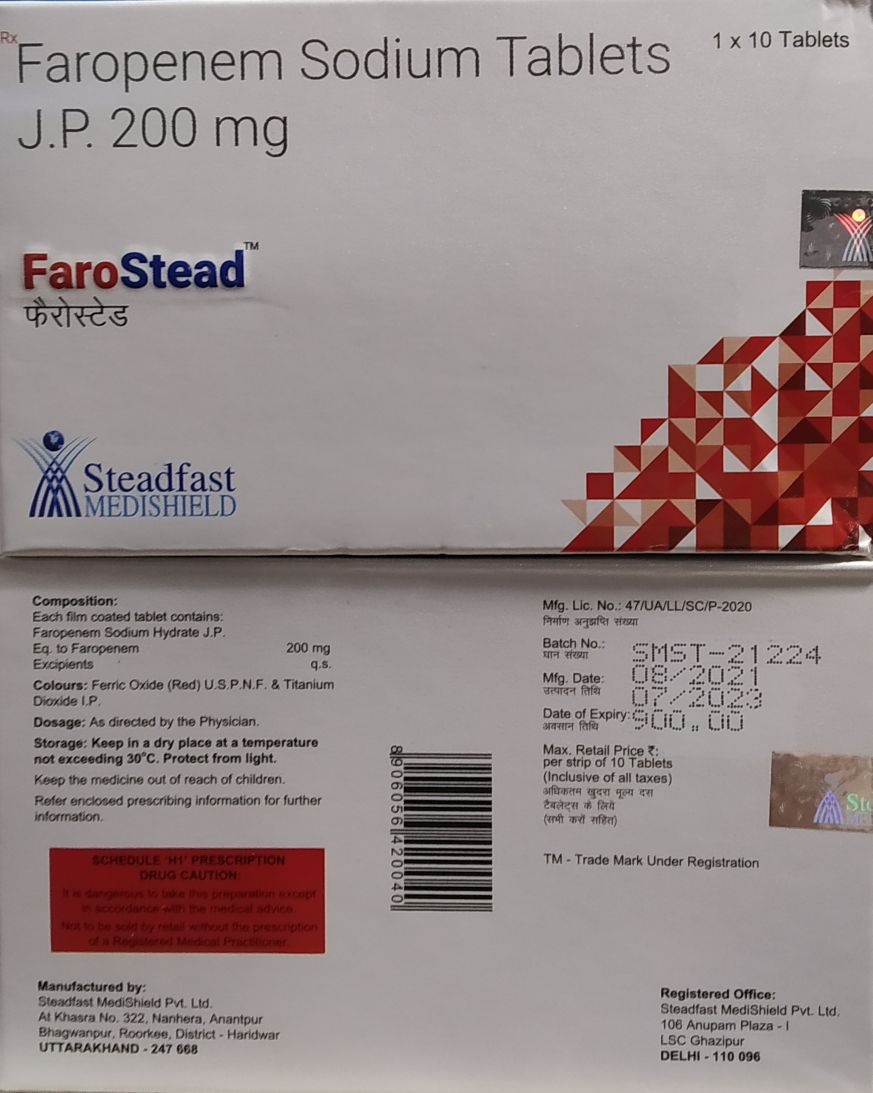 Rx
Faropenem Sodium Tablets
1 x 10 Tablets
J.P. 200 mg
FaroStead™
फैरोस्टेड
Steadfast
MEDISHIELD
Composition:
Each film coated tablet contains:
Faropenem Sodium Hydrate J.P.
Eq. to Faropenem 200 mg
Excipients q.s.
Colours: Ferric Oxide (Red) U.S.P.N.F. & Titanium
Dioxide I.P.
Dosage: As directed by the Physician.
Storage: Keep in a dry place at a temperature
not exceeding 30°C. Protect from light.
Keep the medicine out of reach of children.
Refer enclosed prescribing information for further
information.
SCHEDULE 'H1' PRESCRIPTION
DRUG CAUTION:
It is dangerous to take this preparation except
in accordance with the medical advice.
Not to be sold by retail without the prescription
of a Registered Medical Practitioner.
Manufactured by:
Steadfast MediShield Pvt. Ltd.
At Khasra No. 322, Nanhera, Anantpur
Bhagwanpur, Roorkee, District - Haridwar
UTTARAKHAND - 247 668
8906056420040
Mfg. Lic. No.: 47/UA/LL/SC/P-2020
निर्माण अनुज्ञप्ति संख्या
Batch No.: SMST-21224
घान संख्या
Mfg. Date: 08/2021
उत्पादन तिथि
07/2023
Date of Expiry: 900.00
अवसान तिथि
Max. Retail Price ₹:
per strip of 10 Tablets
(Inclusive of all taxes)
अधिकतम खुदरा मूल्य दस
टैबलेट्स के लिये
(सभी करों सहित)
TM - Trade Mark Under Registration
Registered Office:
Steadfast MediShield Pvt. Ltd.
106 Anupam Plaza - I
LSC Ghazipur
DELHI - 110 096